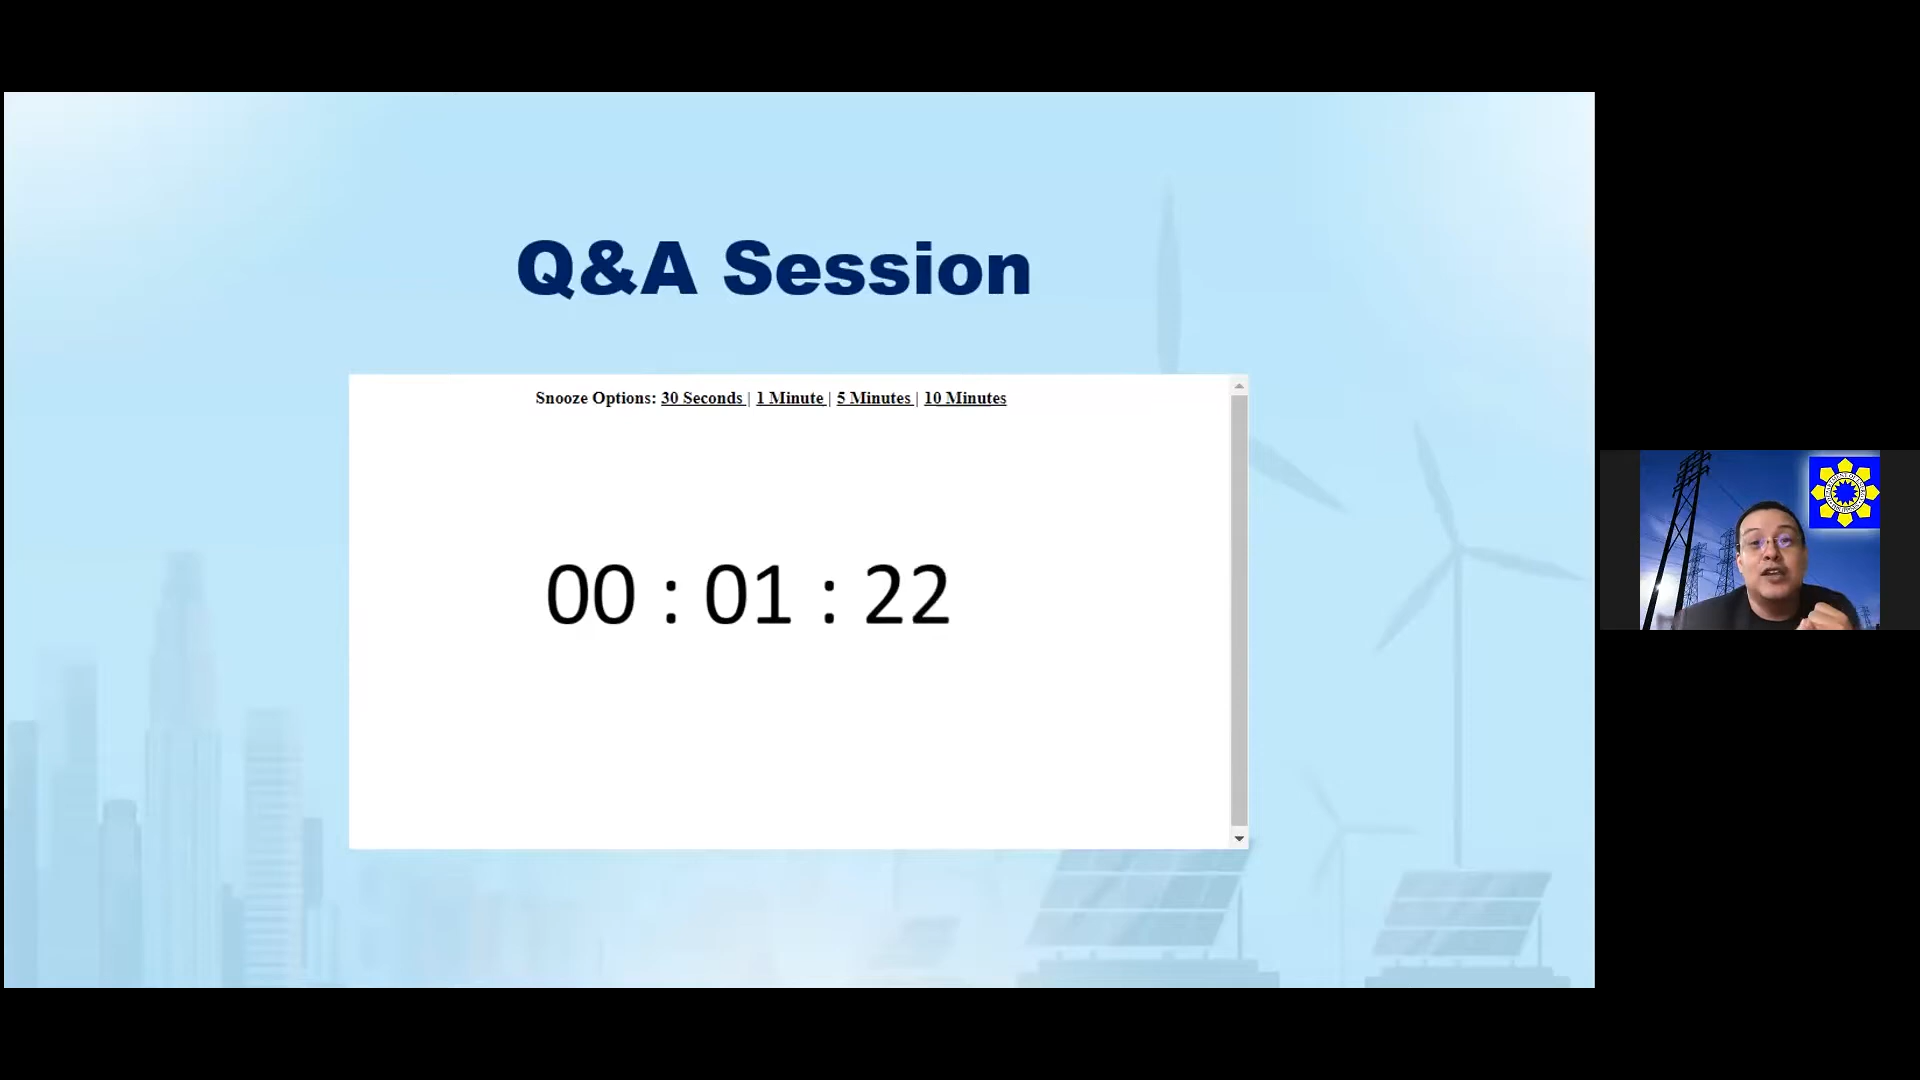 Q&A Session
Snooze Options: 30 Seconds | 1 Minute | 5 Minutes | 10 Minutes
00 : 01 : 22